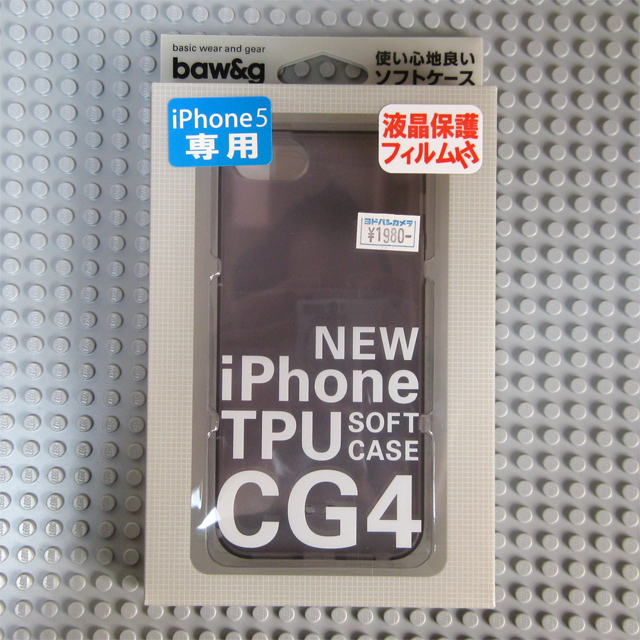 basic wear and gear
baw&g
使い心地良い
ソフトケース
iPhone5
専用
液晶保護
フィルム付
ヨドバシカメラ
¥1980-
NEW
iPhone
TPU SOFT
CASE
CG4